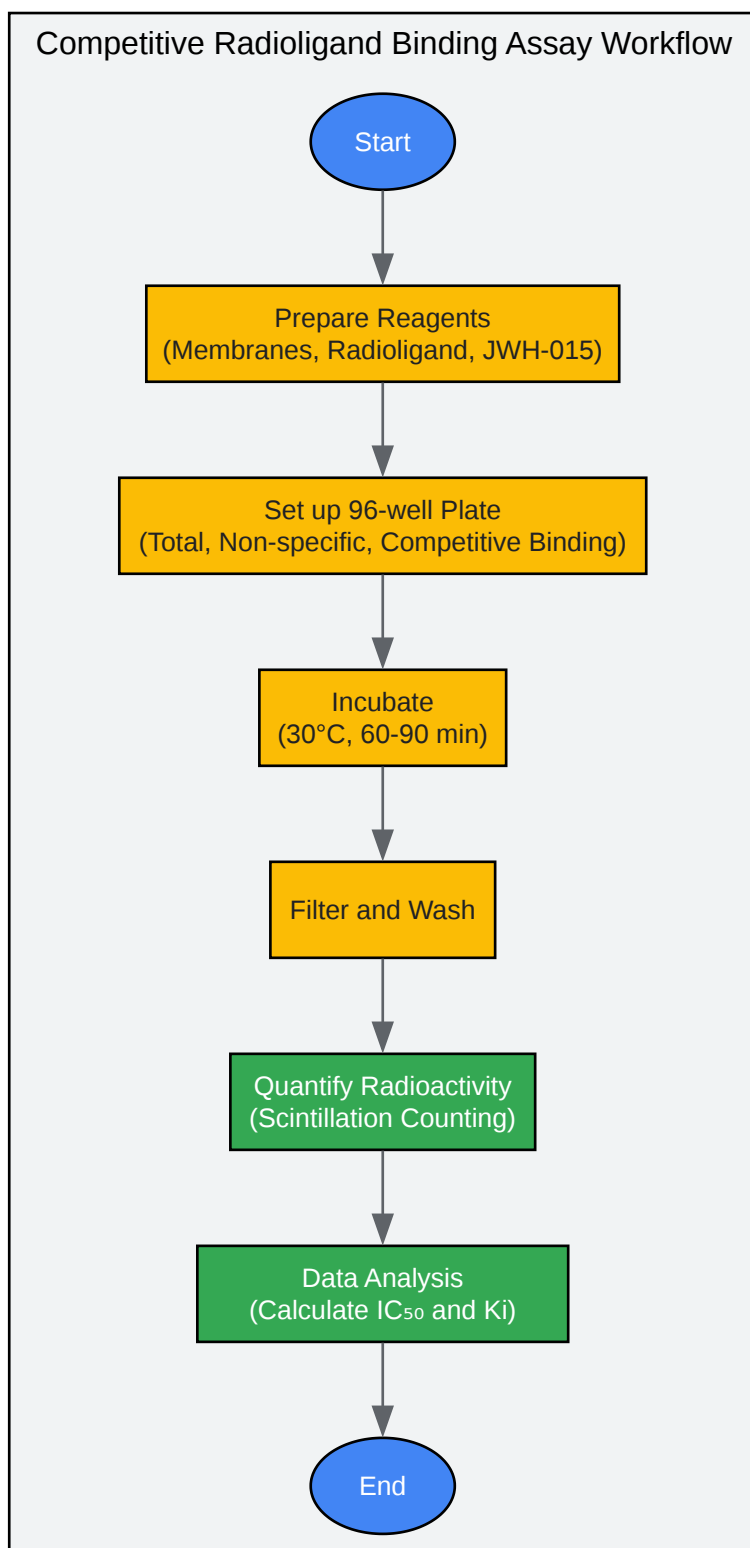 Competitive Radioligand Binding Assay Workflow
Start
Prepare Reagents
(Membranes, Radioligand, JWH-015)
Set up 96-well Plate
(Total, Non-specific, Competitive Binding)
Incubate
(30°C, 60-90 min)
Filter and Wash
Quantify Radioactivity
(Scintillation Counting)
Data Analysis
(Calculate IC₅₀ and Ki)
End